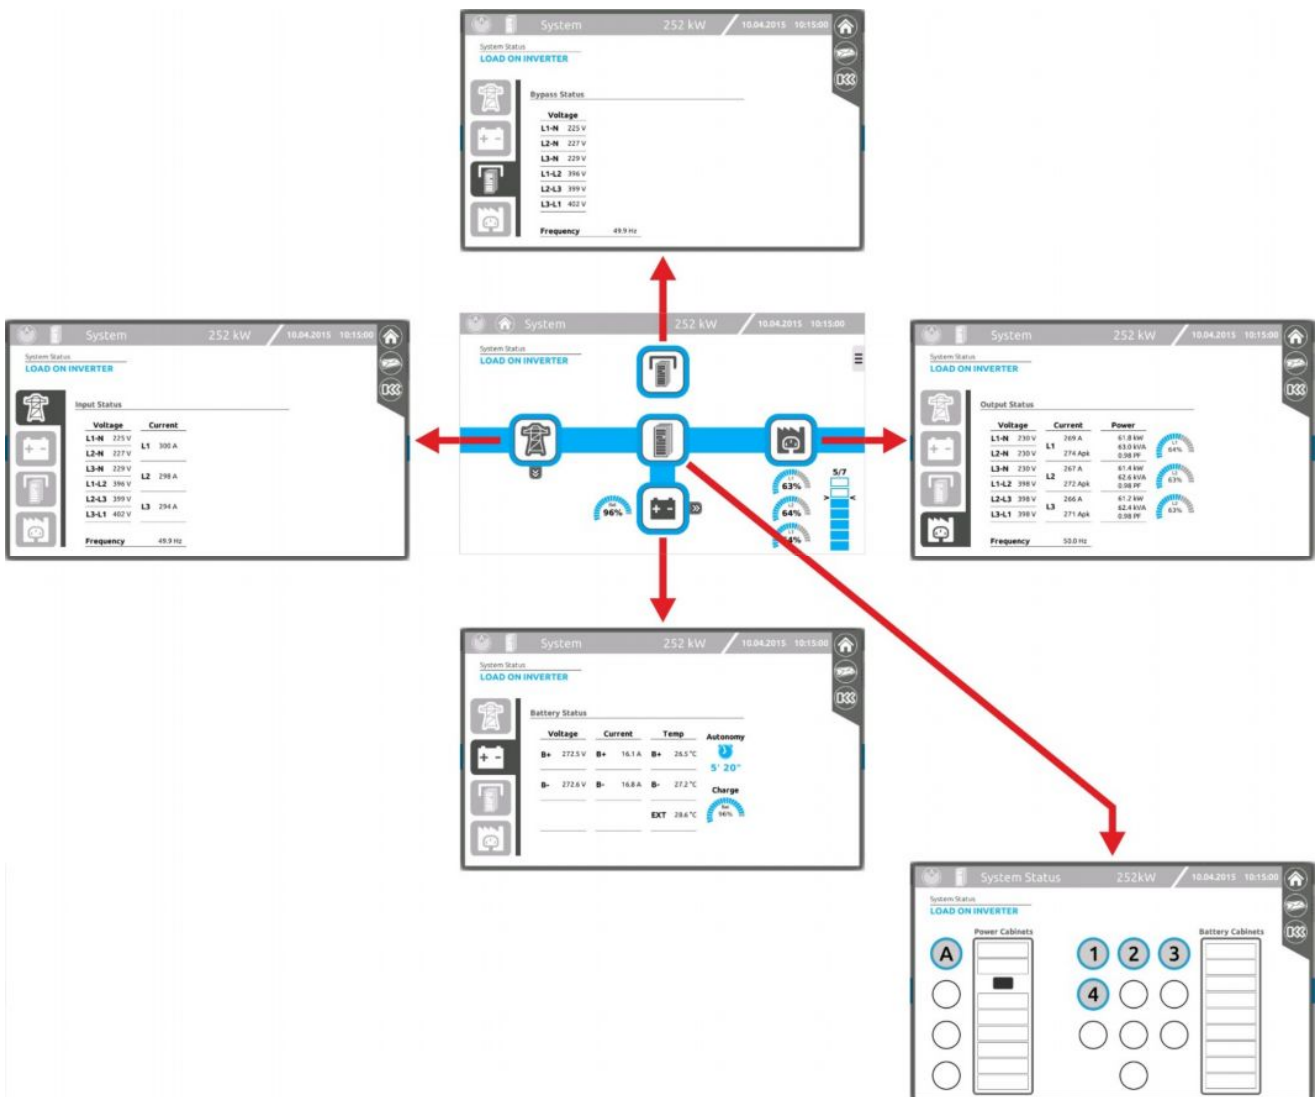 System 252 kW 10.04.2015 10:15:00
System Status
LOAD ON INVERTER
Bypass Status
Voltage
L1-N 225 V
L2-N 227 V
L3-N 229 V
L1-L2 396 V
L2-L3 399 V
L3-L1 402 V
Frequency 49.9 Hz
System 252 kW 10.04.2015 10:15:00
System Status
LOAD ON INVERTER
Input Status
Voltage Current
L1-N 225 V
L1 300 A
L2-N 227 V
L3-N 229 V
L2 298 A
L1-L2 396 V
L2-L3 399 V
L3 294 A
L3-L1 402 V
Frequency 49.9 Hz
System 252 kW 10.04.2015 10:15:00
System Status
LOAD ON INVERTER
+ -
96%
L1
63%
L2
64%
5/7
> <
System 252 kW 10.04.2015 10:15:00
System Status
LOAD ON INVERTER
Output Status
Voltage Current Power
L1-N 230 V 269 A 61.8 kW
L1 63.0 kVA 64%
L2-N 230 V 274 Apk 0.98 PF
L3-N 230 V 267 A 61.4 kW
L2 62.6 kVA 63%
L1-L2 398 V 272 Apk 0.98 PF
L2-L3 398 V 266 A 61.2 kW
L3 62.4 kVA 63%
L3-L1 398 V 271 Apk 0.98 PF
Frequency 50.0 Hz
System 252 kW 10.04.2015 10:15:00
System Status
LOAD ON INVERTER
Battery Status
Voltage Current Temp Autonomy
B+ 272.5 V B+ 16.1 A B+ 26.5 °C
5' 20"
B- 272.6 V B- 16.8 A B- 27.2 °C
Charge
EXT 28.6 °C
96%
System Status 252kW 10.04.2015 10:15:00
System Status
LOAD ON INVERTER
Power Cabinets Battery Cabinets
A 1 2 3
4